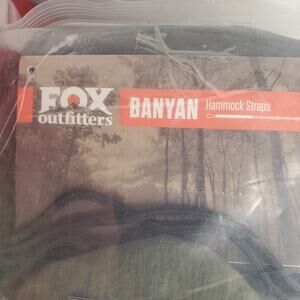 FOX
outfitters
BANYAN Hammock Straps